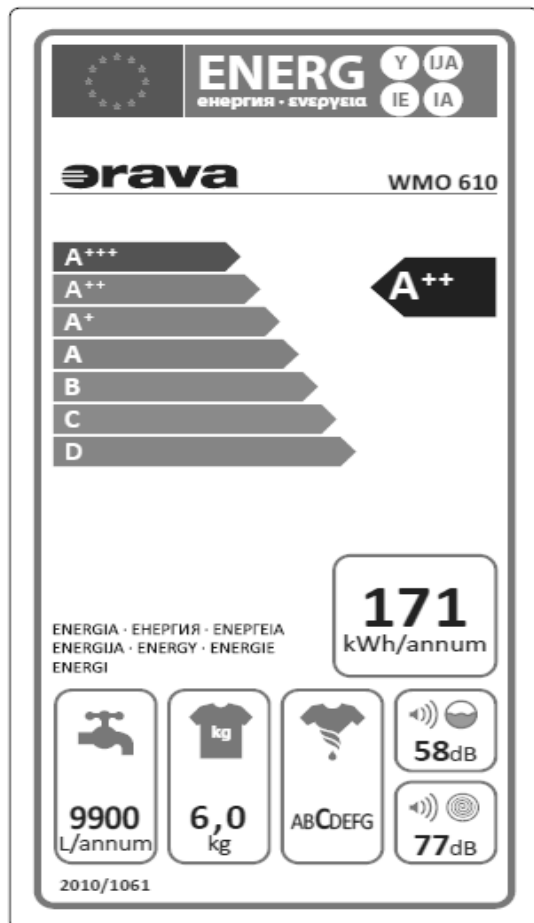 ENERG
енергия · ενεργεια
Y
IJA
IE
IA
orava
WMO 610
A+++
A++
A++
A+
A
B
C
D
171
kWh/annum
ENERGIA · ЕНЕРГИЯ · ΕΝΕΡΓΕΙΑ
ENERGIJA · ENERGY · ENERGIE
ENERGI
kg
58dB
9900
L/annum
6,0
kg
ABCDEFG
77dB
2010/1061